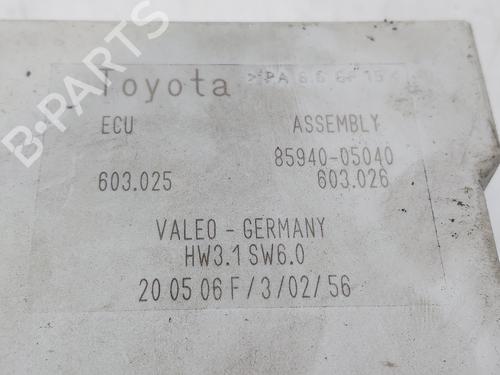 B-PARTS
Toyota >PA 6.6
ECU ASSEMBLY
85940-05040
603.025 603.026
VALEO - GERMANY
HW3.1 SW6.0
20 05 06 F/3/02/56